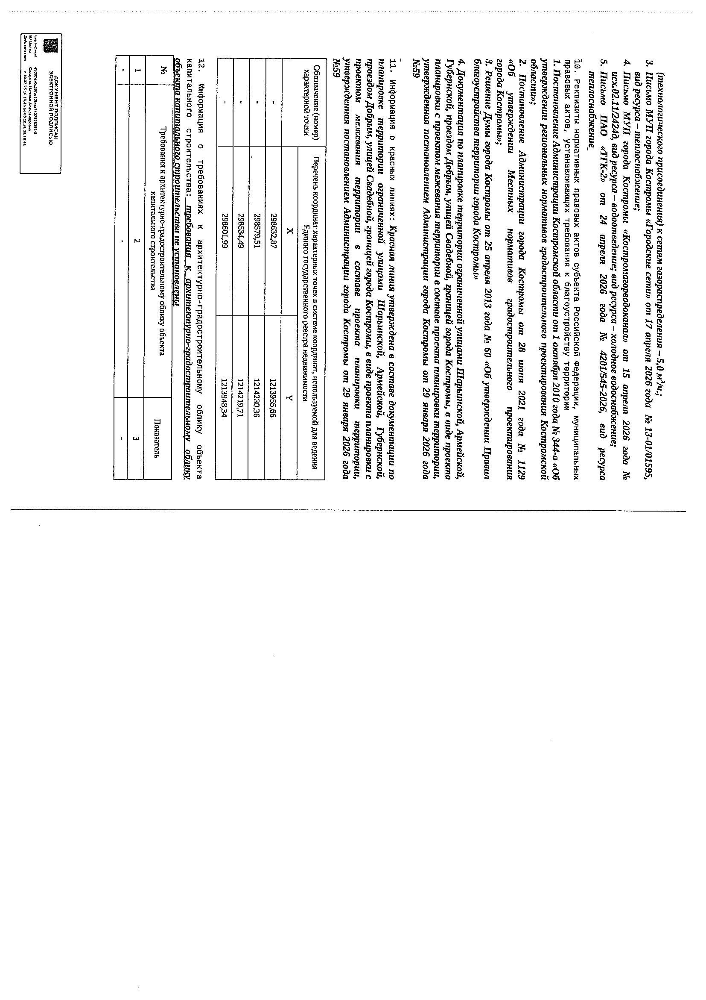 (технологического присоединения) к сетям газораспределения – 5,0 м³/ч.;
3. Письмо МУП города Костромы «Городские сети» от 17 апреля 2026 года № 13-01/01595,
вид ресурса – теплоснабжение;
4. Письмо МУП города Костромы «Костромагорводоканал» от 15 апреля 2026 года №
исх.02.11/2424д, вид ресурса – водоотведение; вид ресурса – холодное водоснабжение;
5. Письмо ПАО «ТГК-2» от 24 апреля 2026 года № 4201/545-2026, вид ресурса
теплоснабжение
10. Реквизиты нормативных правовых актов субъекта Российской Федерации, муниципальных
правовых актов, устанавливающих требования к благоустройству территории
1. Постановление Администрации Костромской области от 1 октября 2010 года № 344-а «Об
утверждении региональных нормативов градостроительного проектирования Костромской
области»;
2. Постановление Администрации города Костромы от 28 июня 2021 года № 1129
«Об утверждении Местных нормативов градостроительного проектирования
города Костромы»;
3. Решение Думы города Костромы от 25 апреля 2013 года № 60 «Об утверждении Правил
благоустройства территории города Костромы»
4. Документация по планировке территории ограниченной улицами Шарьинской, Армейской,
Губернской, проездом Добрым, улицей Свадебной, границей города Костромы, в виде проекта
планировки с проектом межевания территории в составе проекта планировки территории,
утвержденная постановлением Администрации города Костромы от 29 января 2026 года
№59
11. Информация о красных линиях: Красная линия утверждена в составе документации по
планировке территории ограниченной улицами Шарьинской, Армейской, Губернской,
проездом Добрым, улицей Свадебной, границей города Костромы, в виде проекта планировки с
проектом межевания территории в составе проекта планировки территории,
утвержденная постановлением Администрации города Костромы от 29 января 2026 года
№59
Обозначение (номер) характерной точки
Перечень координат характерных точек в системе координат, используемой для ведения
Единого государственного реестра недвижимости
X Y
- 298632,87 1213955,66
- 298579,51 1214230,36
- 298534,49 1214219,71
- 298601,99 1213948,34
12. Информация о требованиях к архитектурно-градостроительному облику объекта
капитального строительства: требования к архитектурно-градостроительному облику
объекта капитального строительства не установлены
№ Требования к архитектурно-градостроительному облику объекта капитального строительства Показатель
1 2 3
- - -
ДОКУМЕНТ ПОДПИСАН
ЭЛЕКТРОННОЙ ПОДПИСЬЮ
Сертификат
Владелец
Действителен